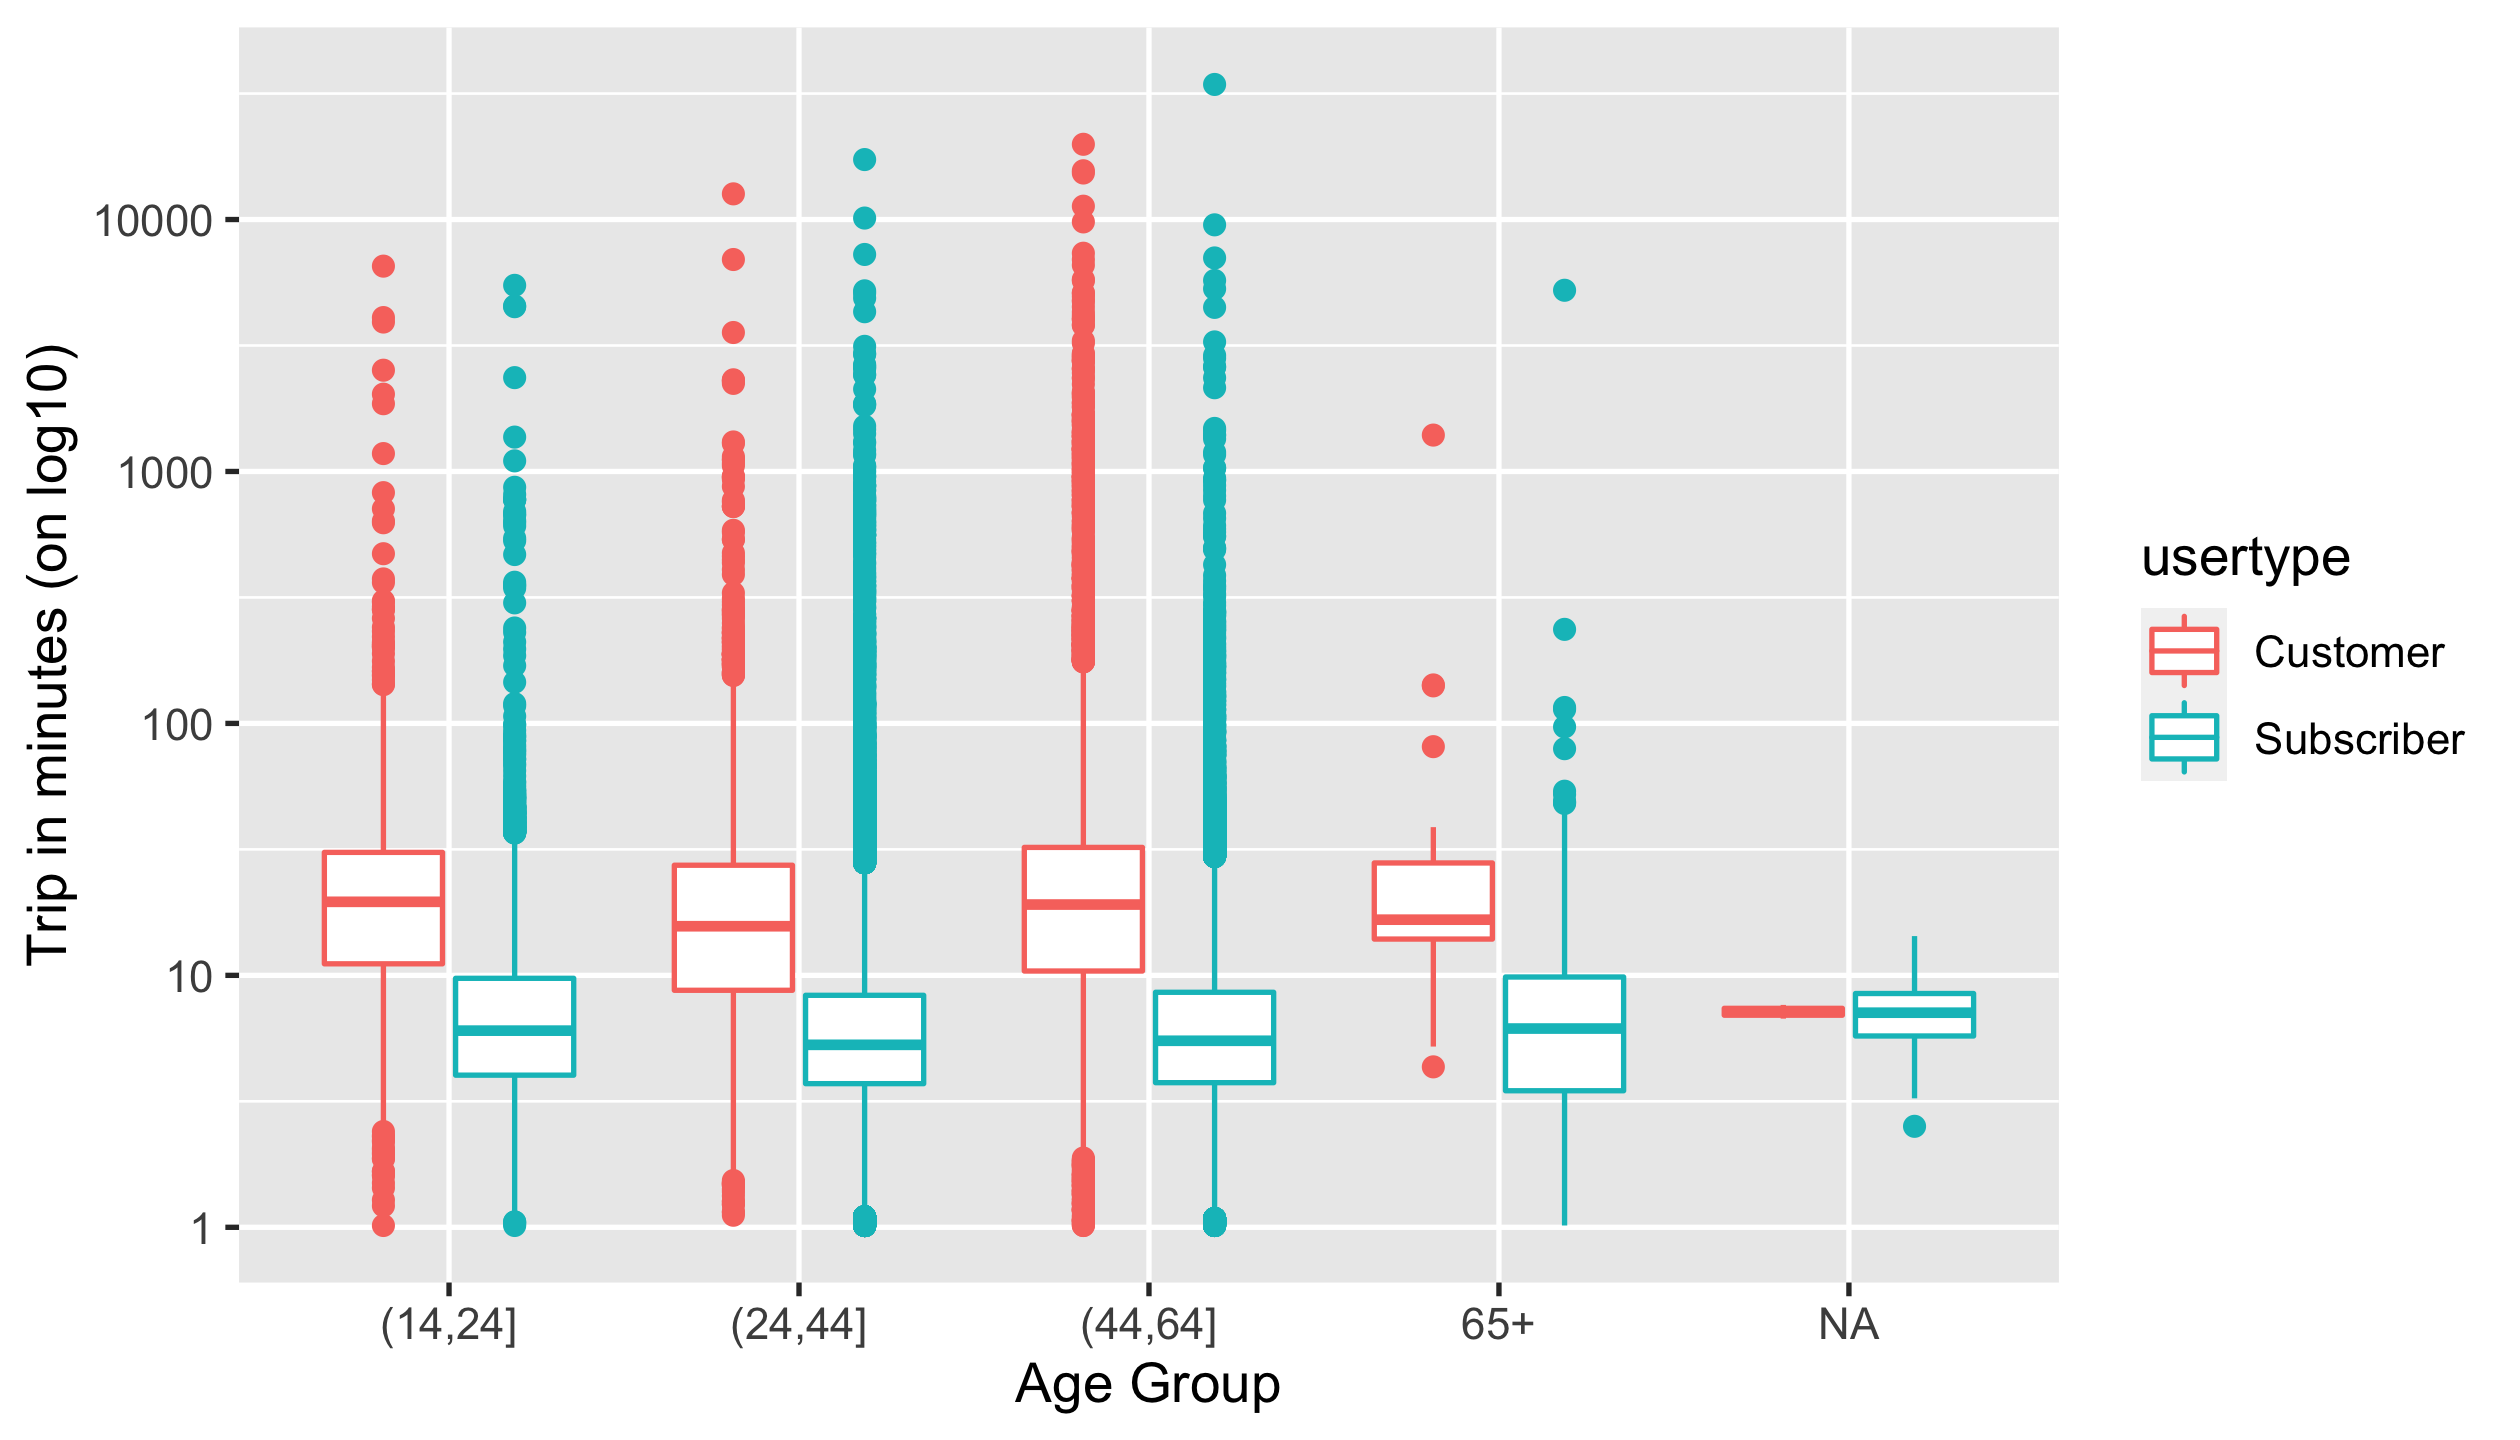 Trip in minutes (on log10)
10000
1000
100
10
1
(14,24]
(24,44]
(44,64]
65+
NA
Age Group
usertype
Customer
Subscriber